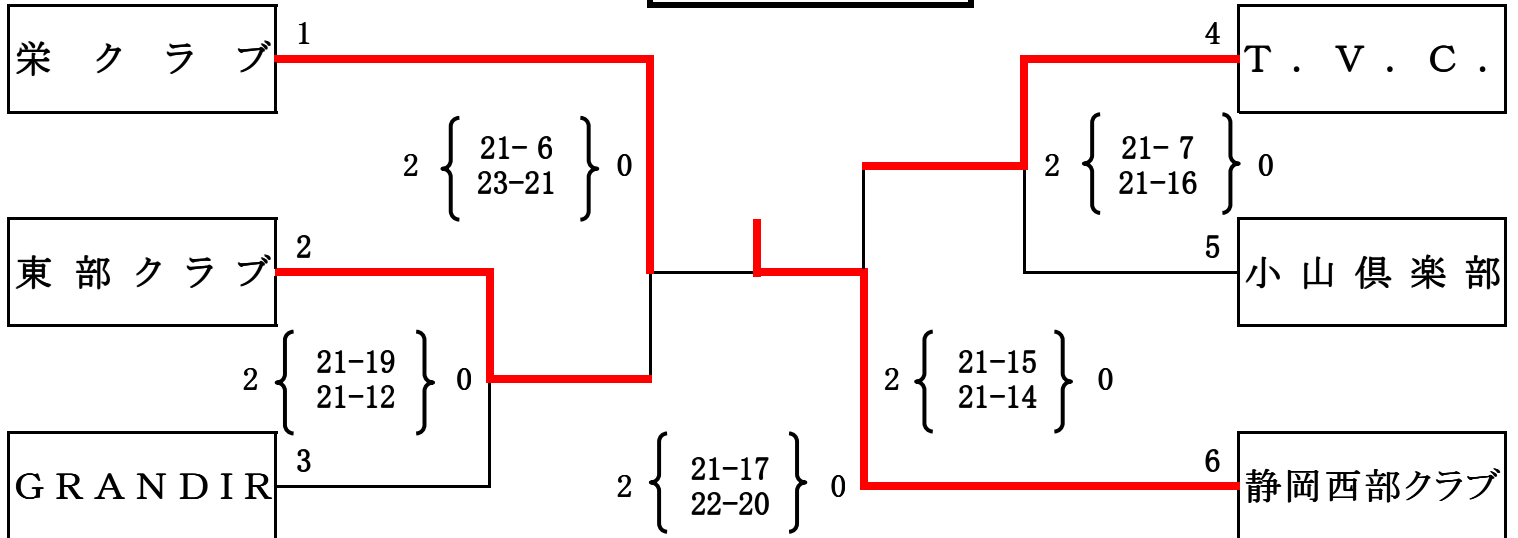 1
栄クラブ
4
T.V.C.
2 { 21- 6 } 0
23-21
2 { 21- 7 } 0
21-16
2
東部クラブ
5
小山倶楽部
2 { 21-19 } 0
21-12
2 { 21-15 } 0
21-14
3
GRANDIR
2 { 21-17 } 0
22-20
6
静岡西部クラブ